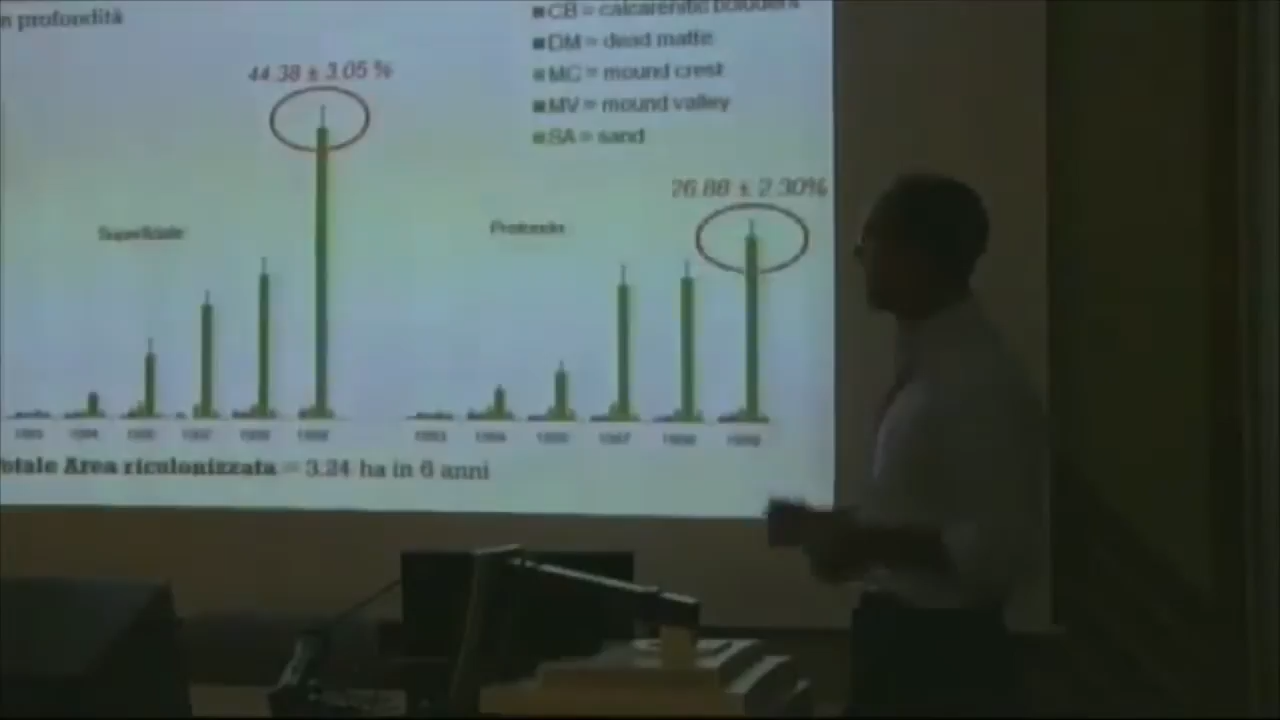 n profondità
CB = calcarenitic boulders
DM = dead matte
MC = mound crest
MV = mound valley
SA = sand
44.38 ± 3.05 %
26.88 ± 2.30%
Superficiale
Profondo
otale Area ricolonizzata = 3.24 ha in 6 anni